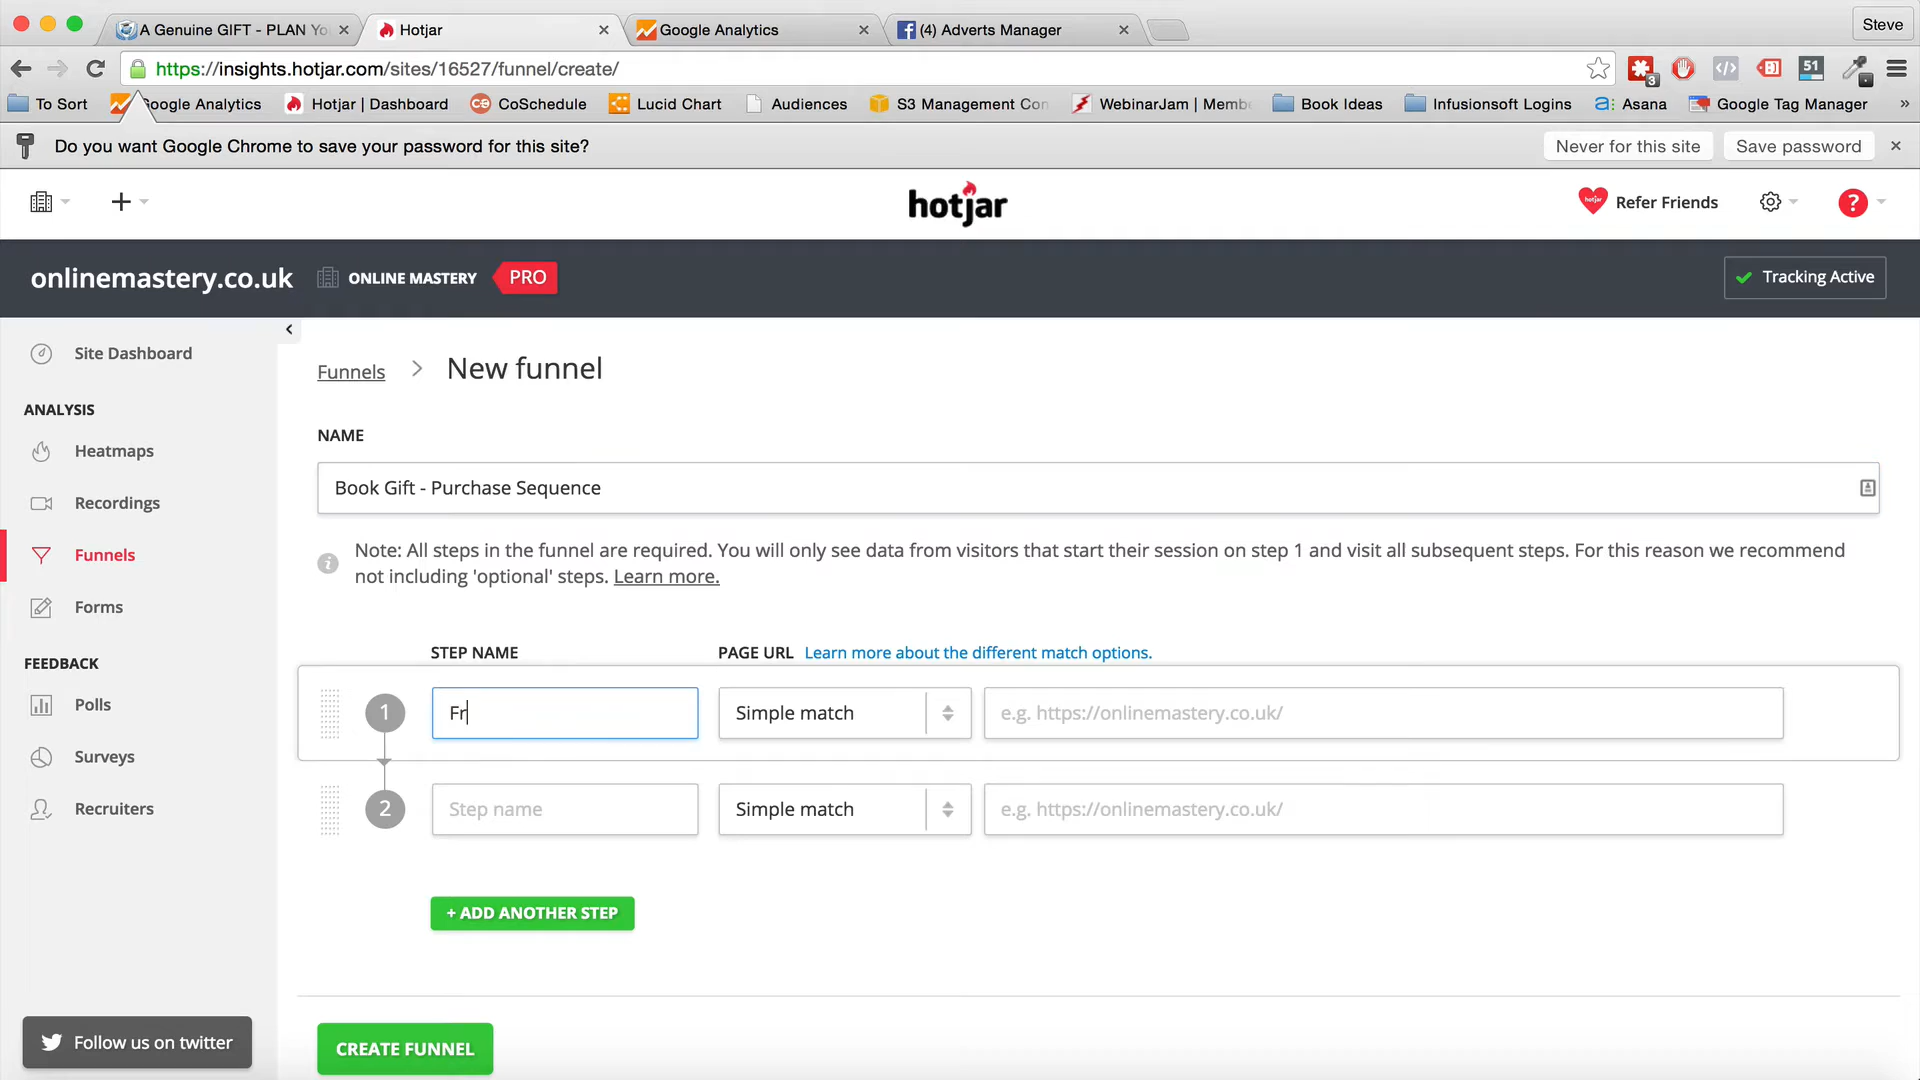 A Genuine GIFT - PLAN Yo
Hotjar
Google Analytics
(4) Adverts Manager
Steve
https://insights.hotjar.com/sites/16527/funnel/create/
3
51
To Sort
Google Analytics
Hotjar | Dashboard
CoSchedule
Lucid Chart
Audiences
S3 Management Con
WebinarJam | Membe
Book Ideas
Infusionsoft Logins
Asana
Google Tag Manager
»
Do you want Google Chrome to save your password for this site?
Never for this site
Save password
hotjar
Refer Friends
?
onlinemastery.co.uk
ONLINE MASTERY
PRO
Tracking Active
Site Dashboard
ANALYSIS
Heatmaps
Recordings
Funnels
Forms
FEEDBACK
Polls
Surveys
Recruiters
Follow us on twitter
Funnels > New funnel
NAME
Book Gift - Purchase Sequence
Note: All steps in the funnel are required. You will only see data from visitors that start their session on step 1 and visit all subsequent steps. For this reason we recommend
not including 'optional' steps. Learn more.
STEP NAME
PAGE URL Learn more about the different match options.
1
Fr
Simple match
e.g. https://onlinemastery.co.uk/
2
Step name
Simple match
e.g. https://onlinemastery.co.uk/
+ ADD ANOTHER STEP
CREATE FUNNEL